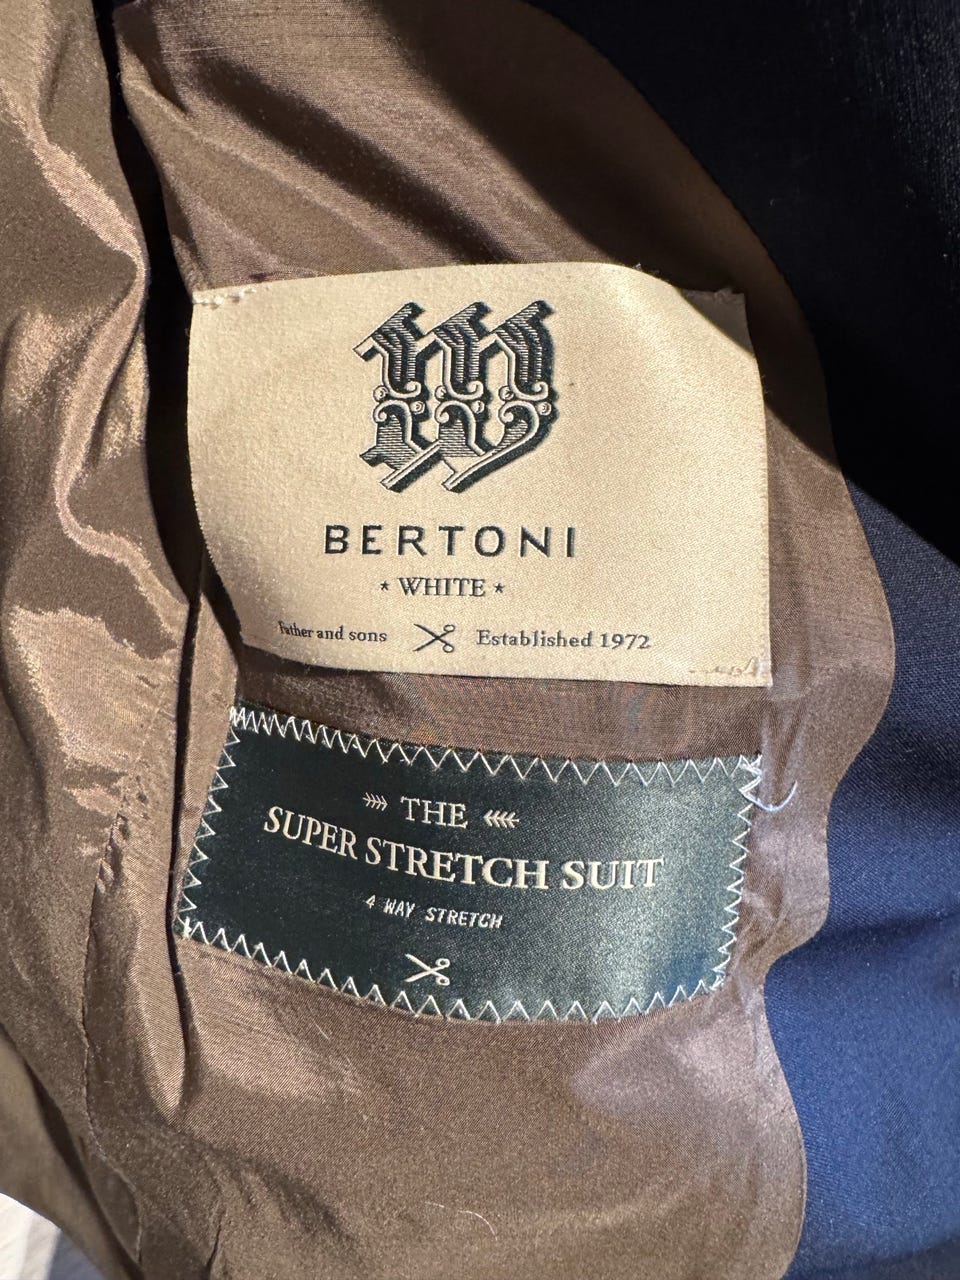 W
BERTONI
* WHITE *
Father and sons Established 1972
THE
SUPER STRETCH SUIT
4 WAY STRETCH